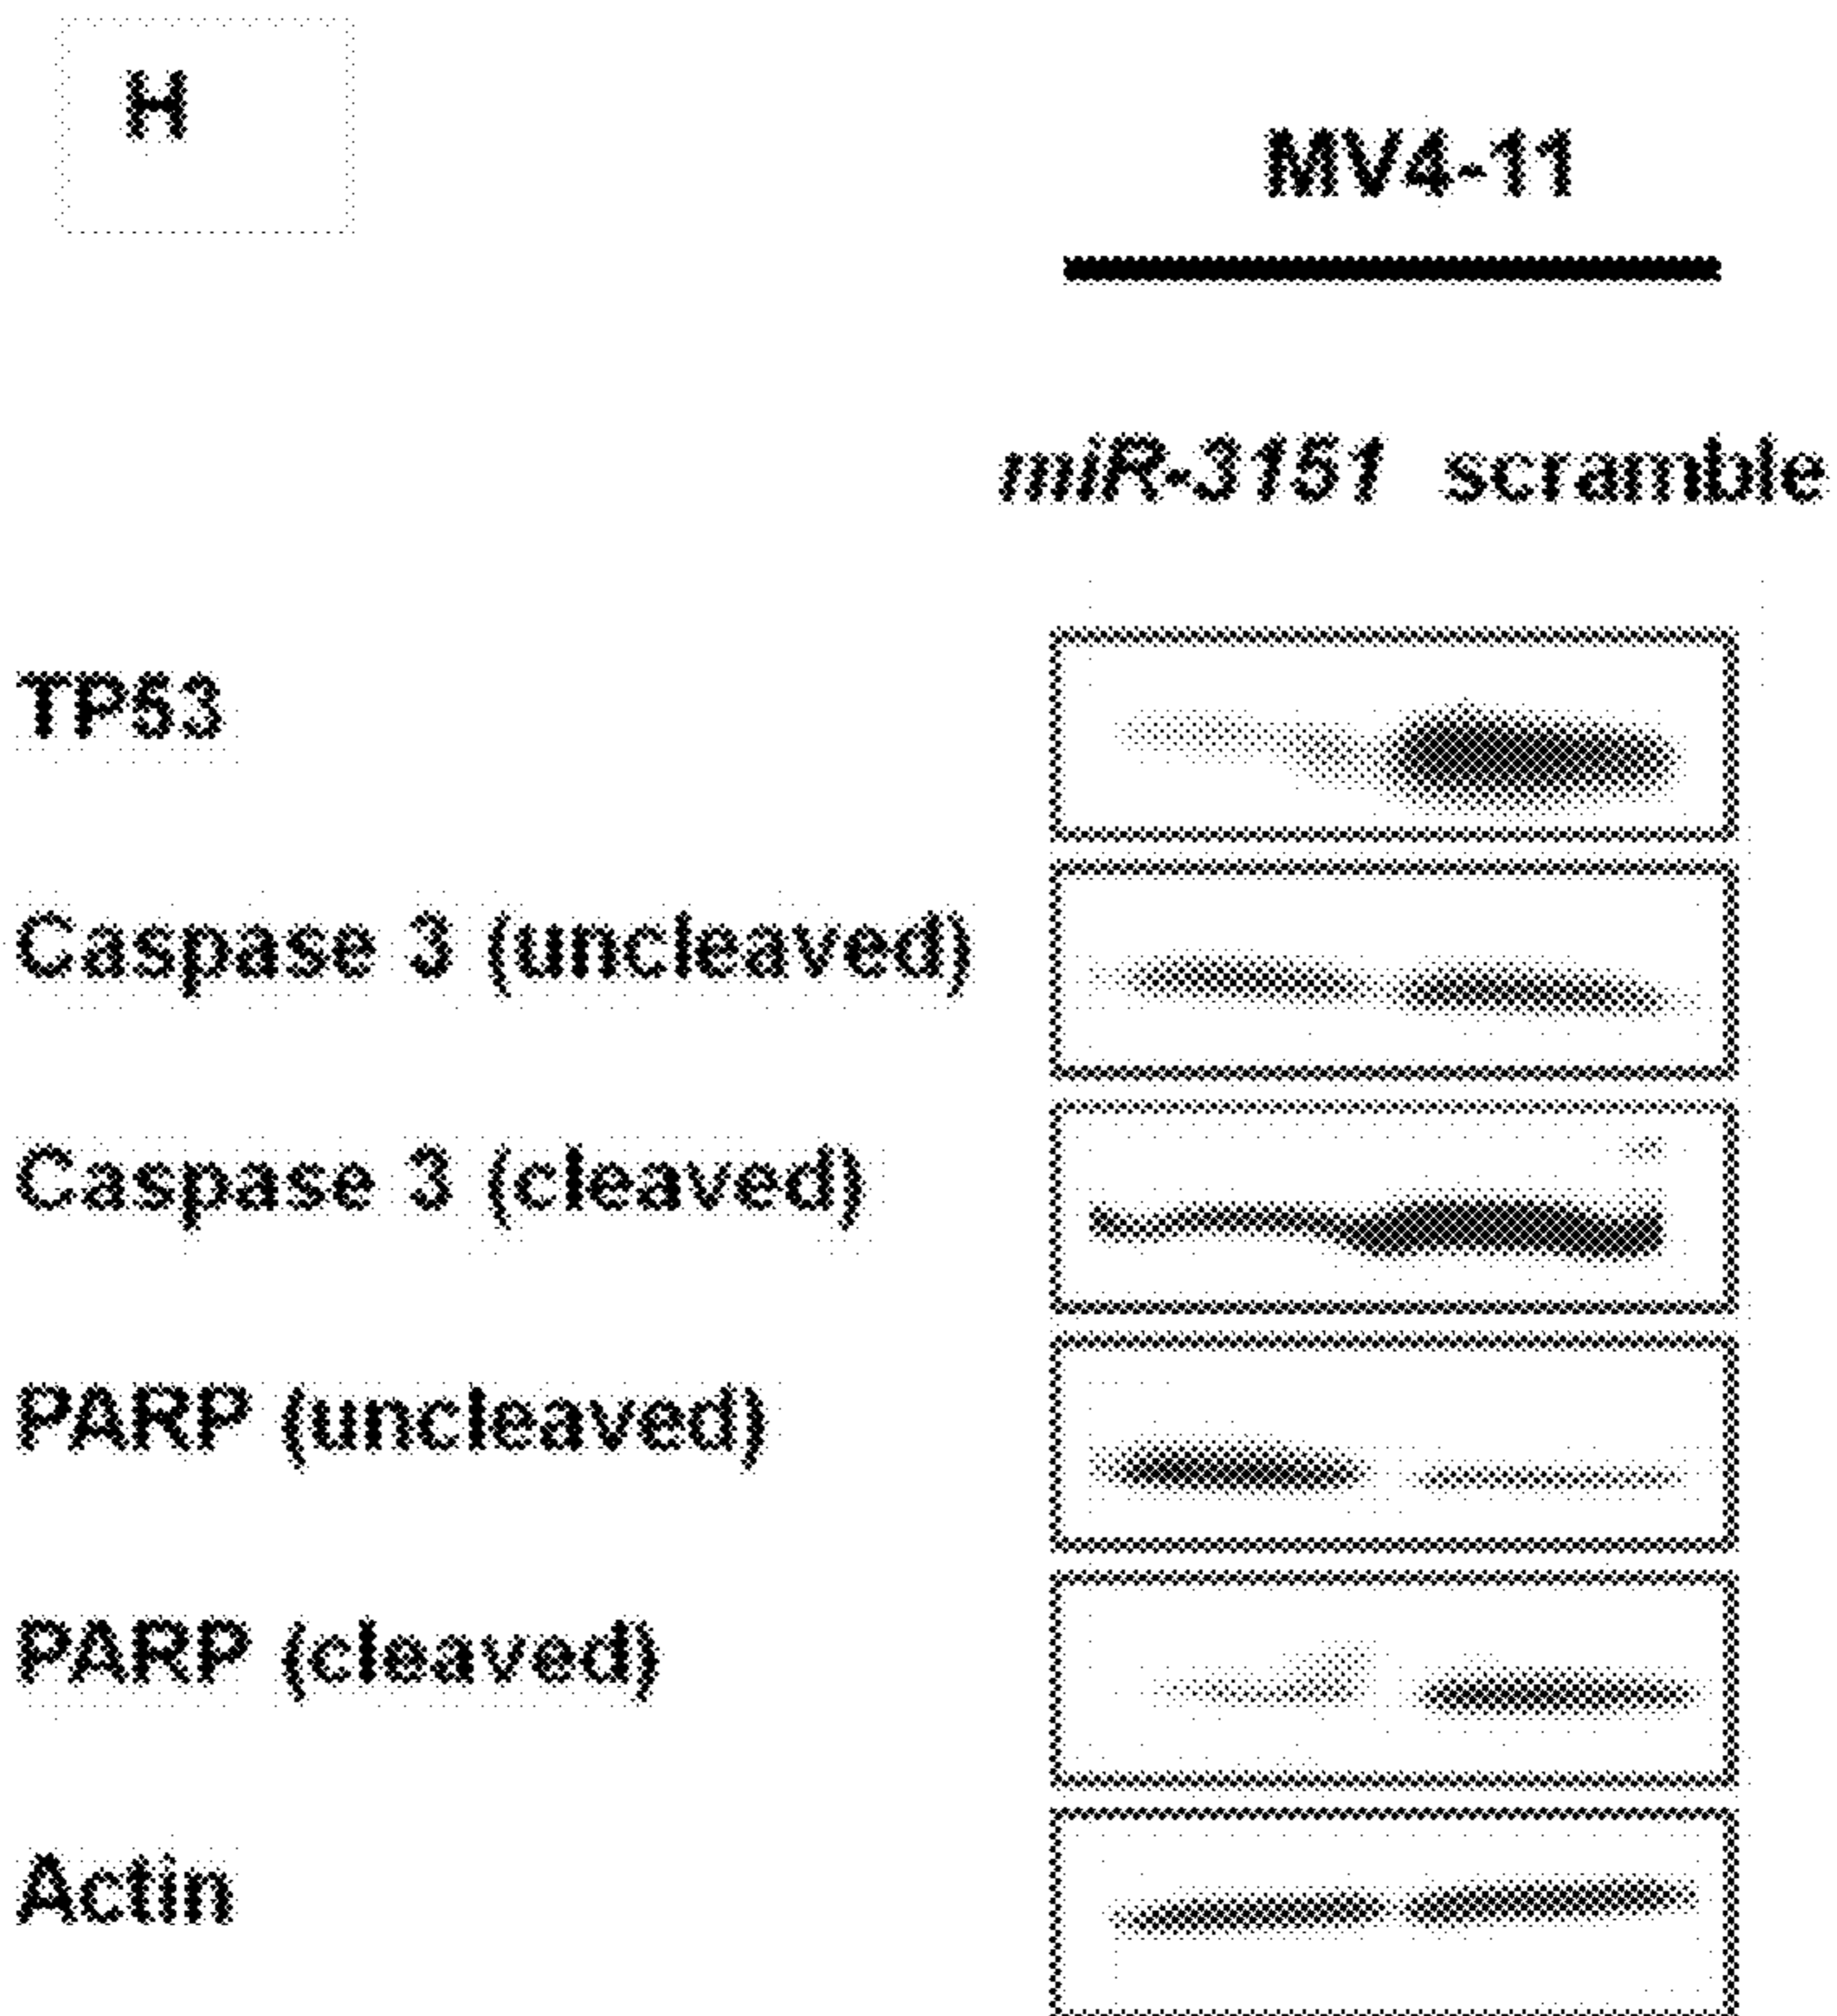 H
MV4-11
miR-3151 scramble
TP53
Caspase 3 (uncleaved)
Caspase 3 (cleaved)
PARP (uncleaved)
PARP (cleaved)
Actin